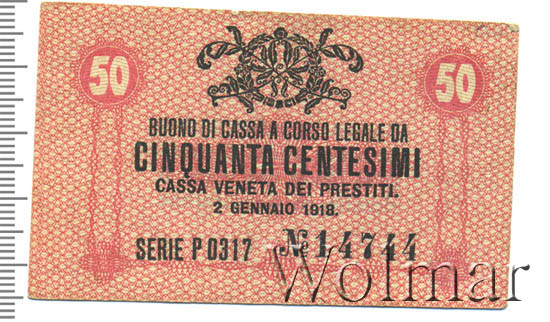 50 50
BUONO DI CASSA A CORSO LEGALE DA
CINQUANTA CENTESIMI
CASSA VENETA DEI PRESTITI.
2 GENNAIO 1918.
SERIE P 0317 № 14744
Wolmar